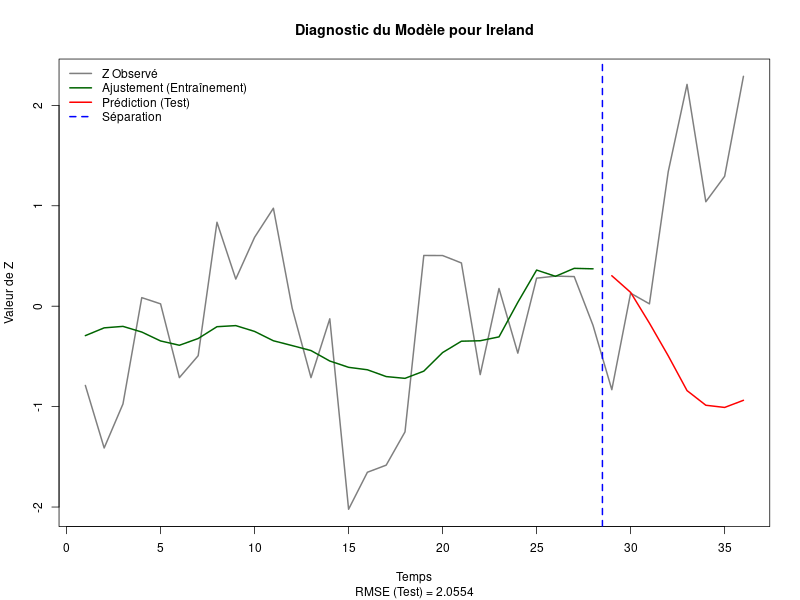 Diagnostic du Modèle pour Ireland
Z Observé
Ajustement (Entraînement)
Prédiction (Test)
Séparation
Valeur de Z
2
1
0
-1
-2
0 5 10 15 20 25 30 35
Temps
RMSE (Test) = 2.0554